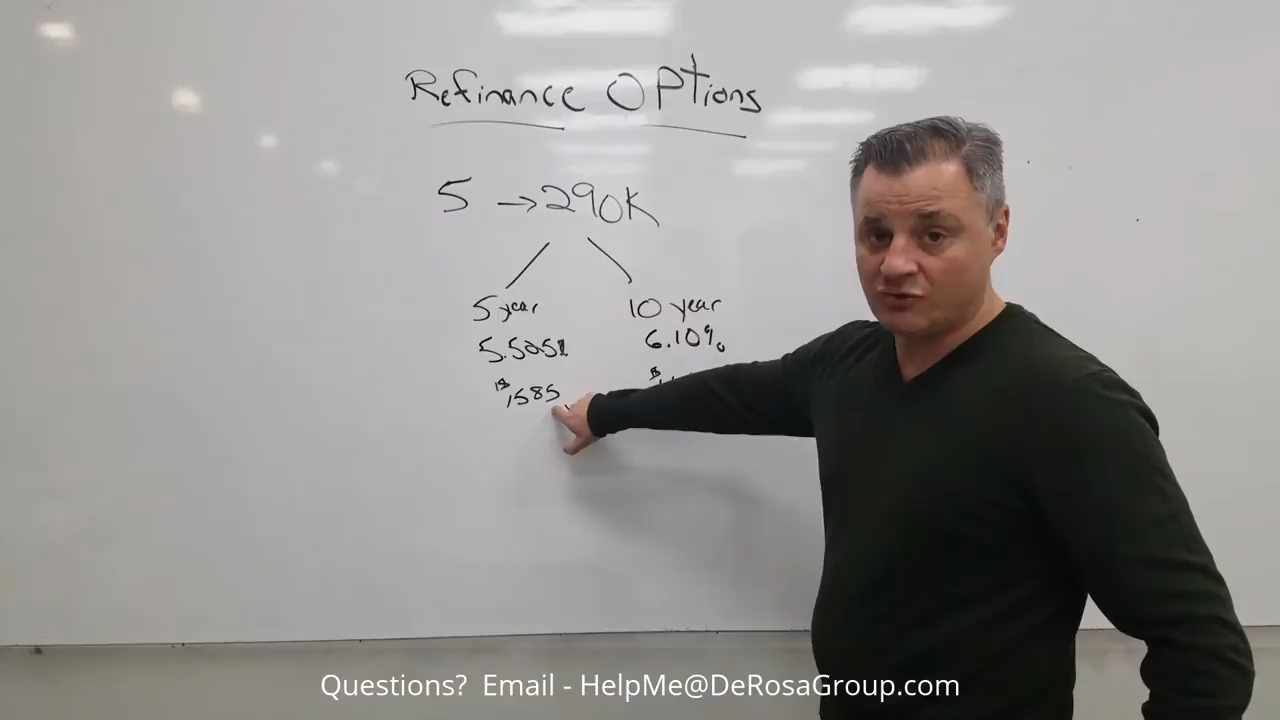 Refinance Options
5 → 290K
5 year 10 year
5.505% 6.10%
$1585 $
Questions? Email - HelpMe@DeRosaGroup.com